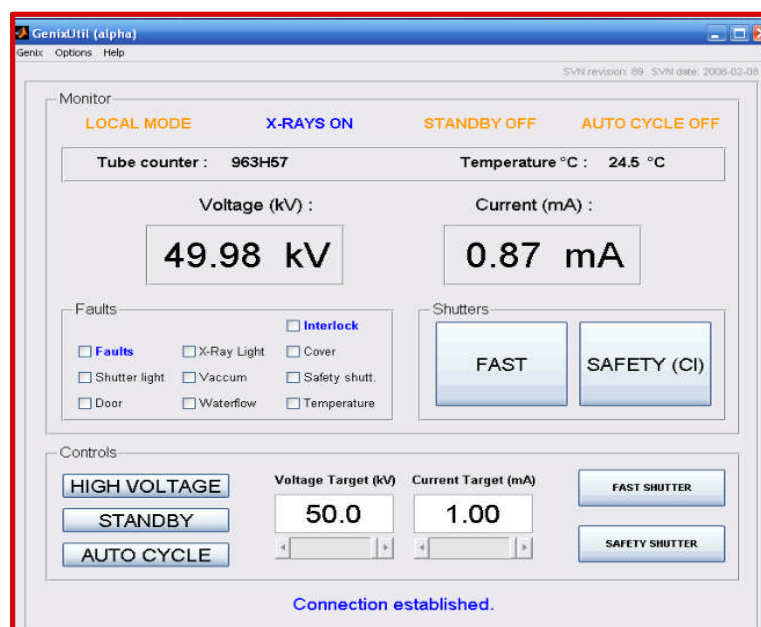 GenixUtil (alpha)
Genix Options Help
SVN revision: 89 SVN date: 2008-02-08
Monitor
LOCAL MODE X-RAYS ON STANDBY OFF AUTO CYCLE OFF
Tube counter : 963H57 Temperature °C : 24.5 °C
Voltage (kV) : Current (mA) :
49.98 kV 0.87 mA
Faults Shutters
Interlock
Faults X-Ray Light Cover
FAST SAFETY (Cl)
Shutter light Vaccum Safety shutt.
Door Waterflow Temperature
Controls
HIGH VOLTAGE Voltage Target (kV) Current Target (mA) FAST SHUTTER
STANDBY 50.0 1.00
AUTO CYCLE SAFETY SHUTTER
Connection established.